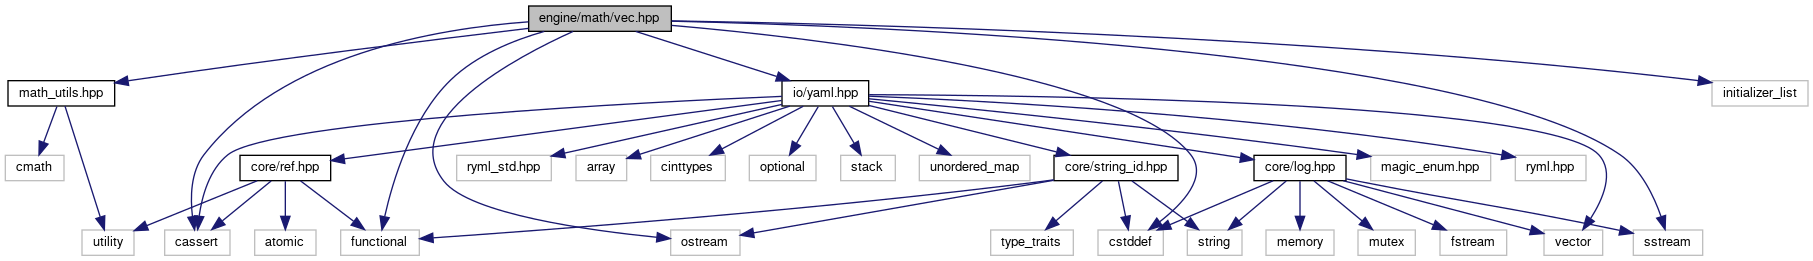 engine/math/vec.hpp
math_utils.hpp
io/yaml.hpp
initializer_list
cmath
core/ref.hpp
ryml_std.hpp
array
cinttypes
optional
stack
unordered_map
core/string_id.hpp
core/log.hpp
magic_enum.hpp
ryml.hpp
utility
cassert
atomic
functional
ostream
type_traits
cstddef
string
memory
mutex
fstream
vector
sstream